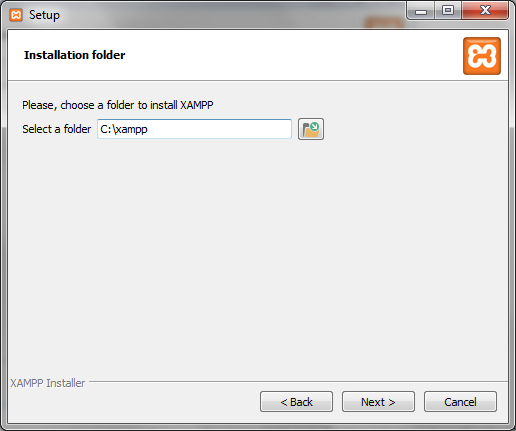 Setup
Installation folder
Please, choose a folder to install XAMPP
Select a folder C:\xampp
XAMPP Installer
< Back Next > Cancel